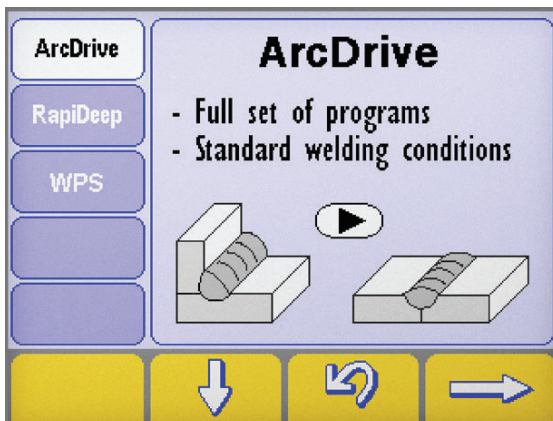 ArcDrive
RapiDeep
WPS
ArcDrive
- Full set of programs
- Standard welding conditions